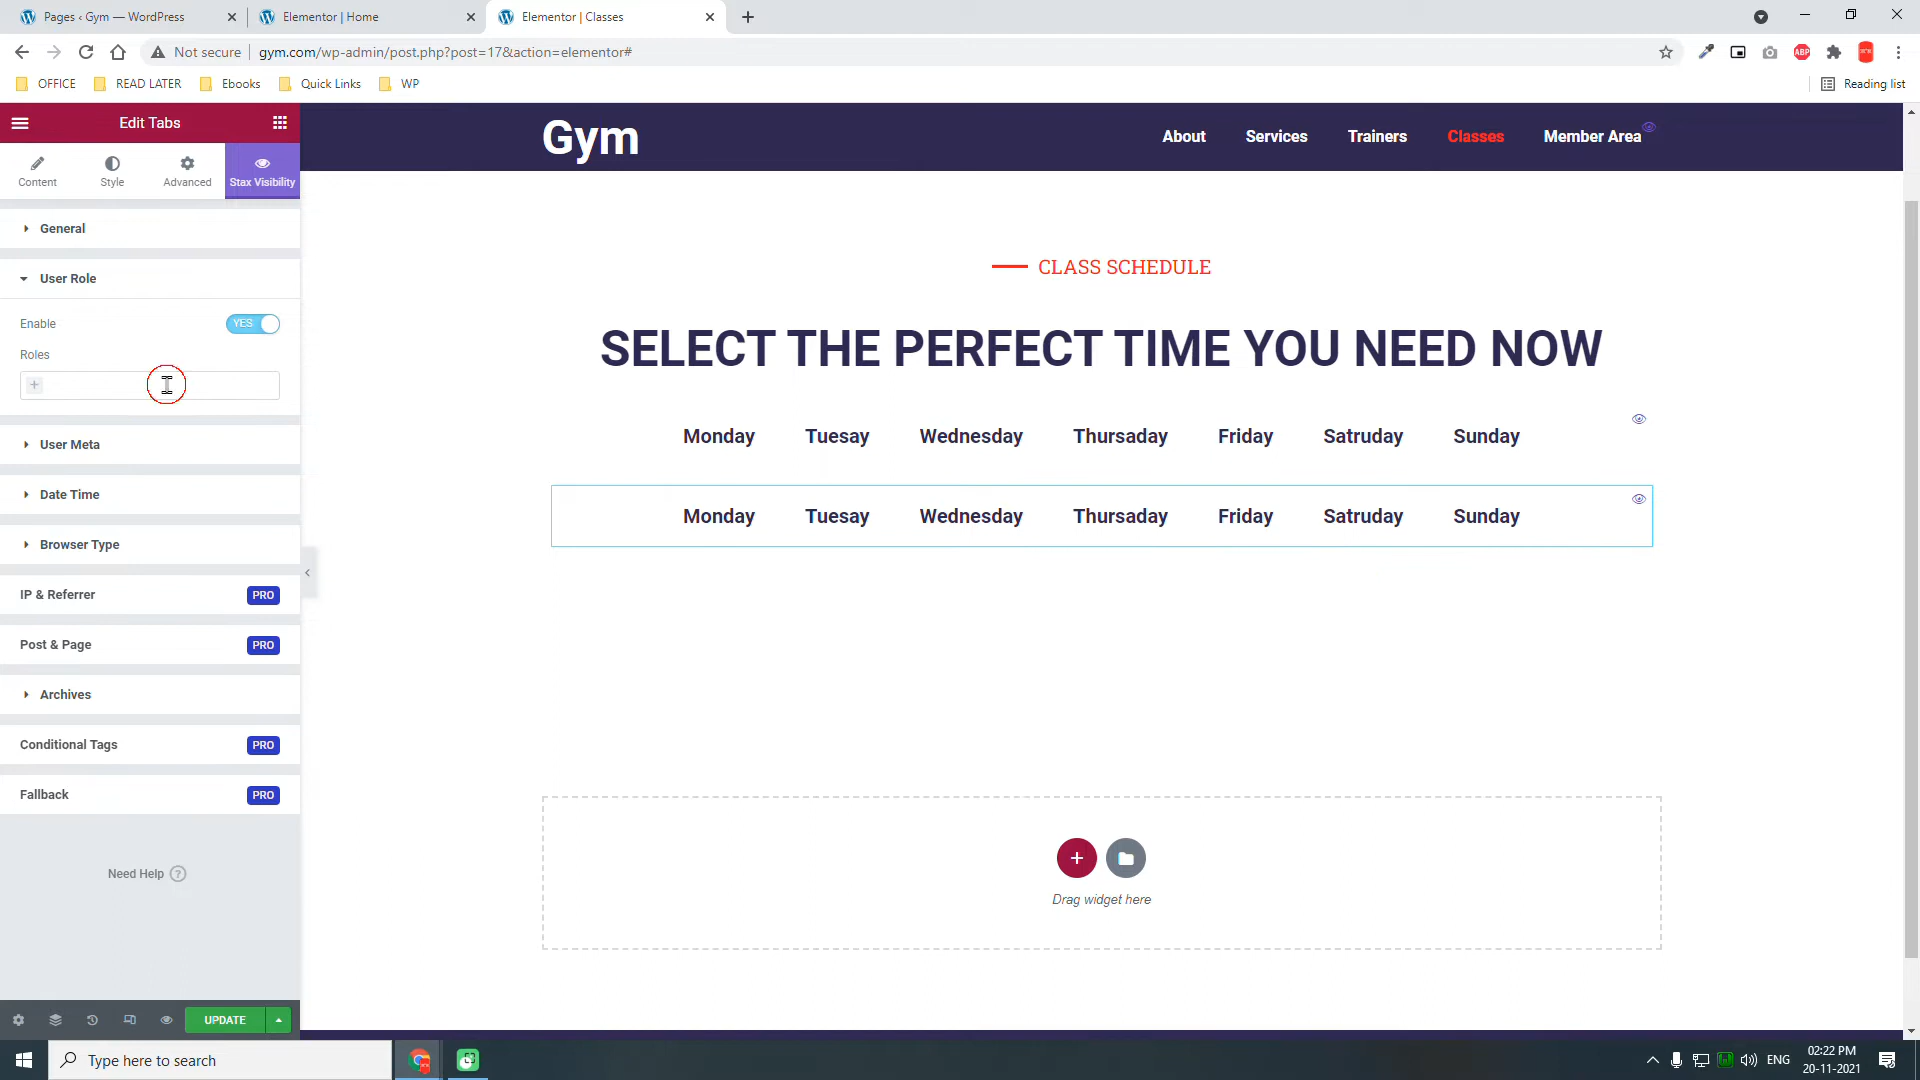 Pages ‹ Gym — WordPress
Elementor | Home
Elementor | Classes
Not secure
gym.com/wp-admin/post.php?post=17&action=elementor#
ABP
OFFICE
READ LATER
Ebooks
Quick Links
WP
Reading list
Edit Tabs
Content
Style
Advanced
Stax Visibility
General
User Role
Enable
YES
Roles
User Meta
Date Time
Browser Type
IP & Referrer PRO
Post & Page PRO
Archives
Conditional Tags PRO
Fallback PRO
Need Help ?
UPDATE
Gym
About Services Trainers Classes Member Area
CLASS SCHEDULE
SELECT THE PERFECT TIME YOU NEED NOW
Monday Tuesay Wednesday Thursaday Friday Satruday Sunday
Monday Tuesay Wednesday Thursaday Friday Satruday Sunday
Drag widget here
Type here to search
ENG
02:22 PM
20-11-2021